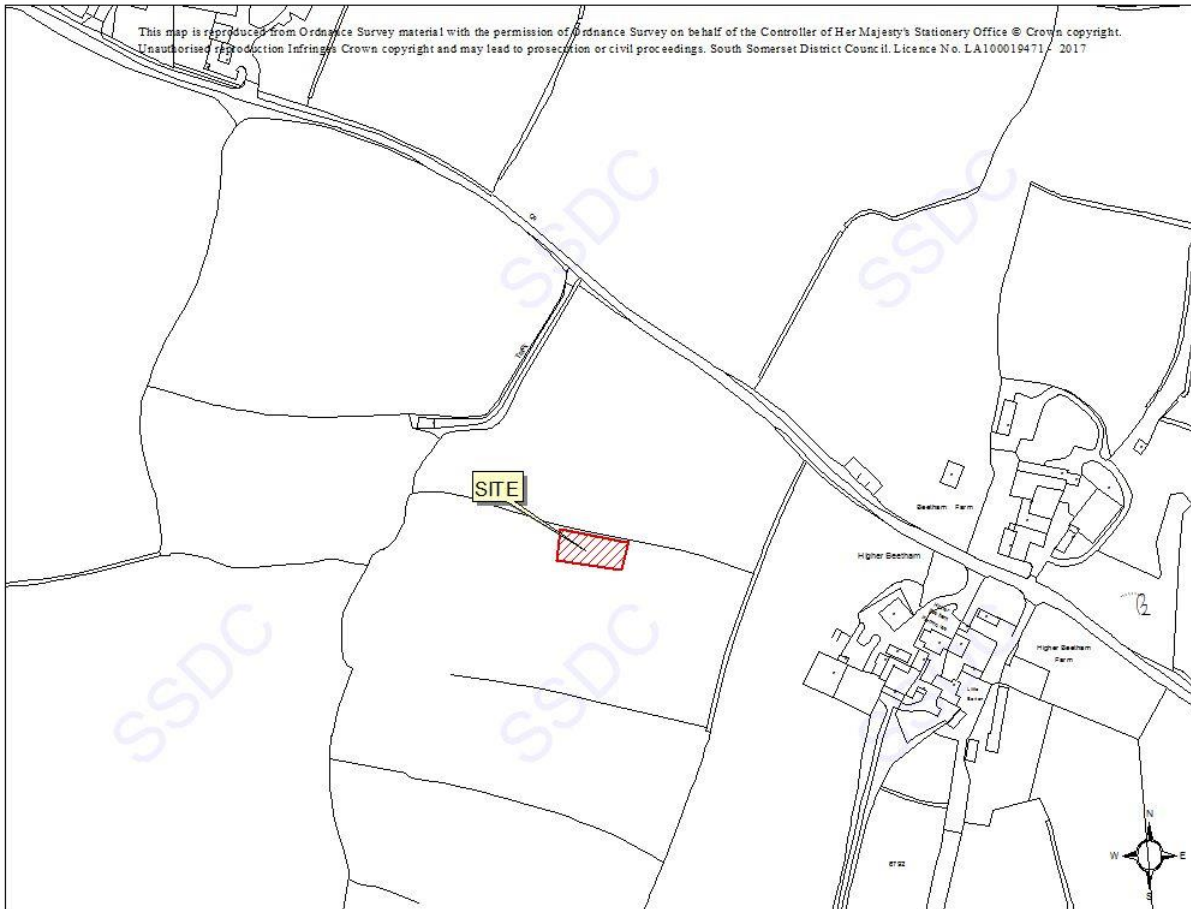 This map is reproduced from Ordnance Survey material with the permission of Ordnance Survey on behalf of the Controller of Her Majesty's Stationery Office © Crown copyright.
Unauthorised reproduction Infringes Crown copyright and may lead to prosecution or civil proceedings. South Somerset District Council. Licence No. LA100019471 - 2017
SSDC
SSDC
Track
SITE
Beetham Farm
Higher Beetham
SSDC
SSDC
SSDC
Higher Beetham
Farm
6792
N
W
E
S